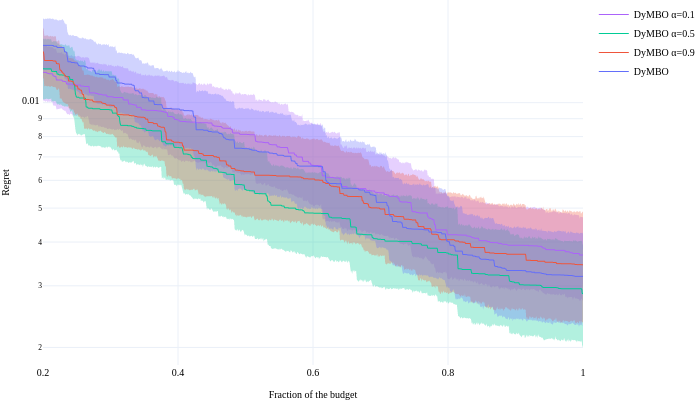 DyMBO α=0.1
DyMBO α=0.5
DyMBO α=0.9
DyMBO
0.01
9
8
7
6
5
4
3
2
Regret
0.2
0.4
0.6
0.8
1
Fraction of the budget